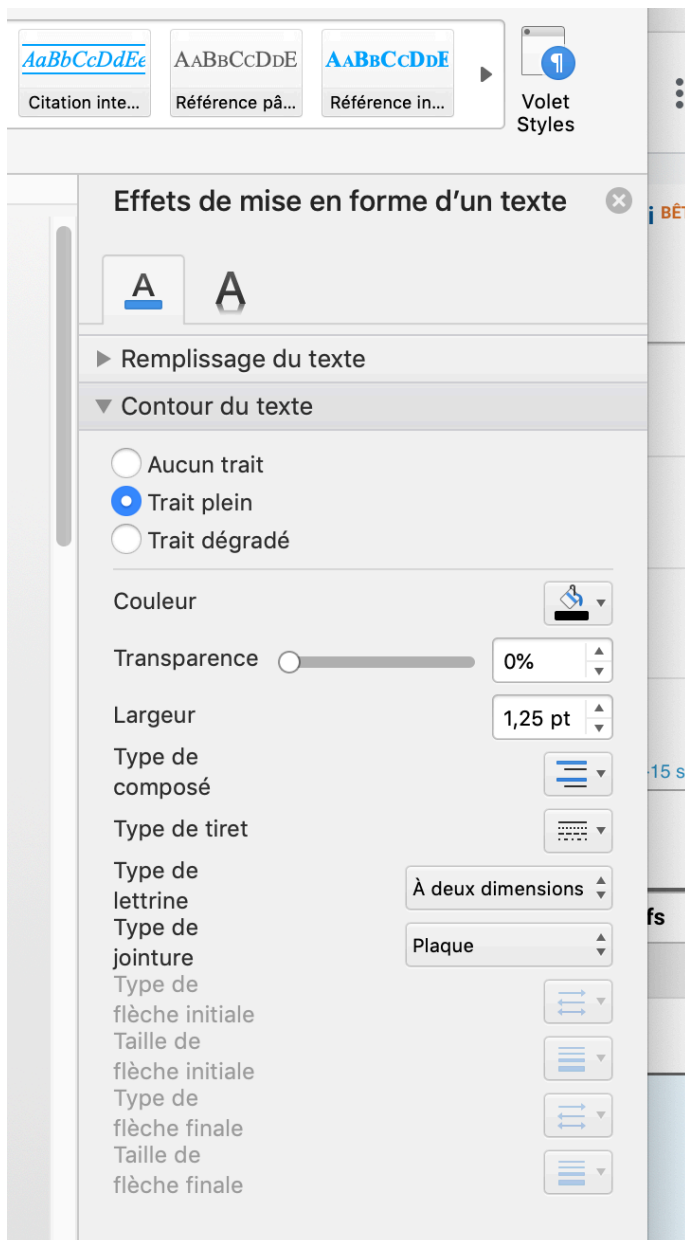 AaBbCcDdEe AABBCCDDE AABBCCDDE
Citation inte... Référence pâ... Référence in...
Volet
Styles
Effets de mise en forme d'un texte
i BÊT
A A
Remplissage du texte
Contour du texte
Aucun trait
Trait plein
Trait dégradé
Couleur
Transparence 0%
Largeur 1,25 pt
Type de
composé
-15 s
Type de tiret
Type de
lettrine
À deux dimensions
fs
Type de
jointure
Plaque
Type de
flèche initiale
Taille de
flèche initiale
Type de
flèche finale
Taille de
flèche finale